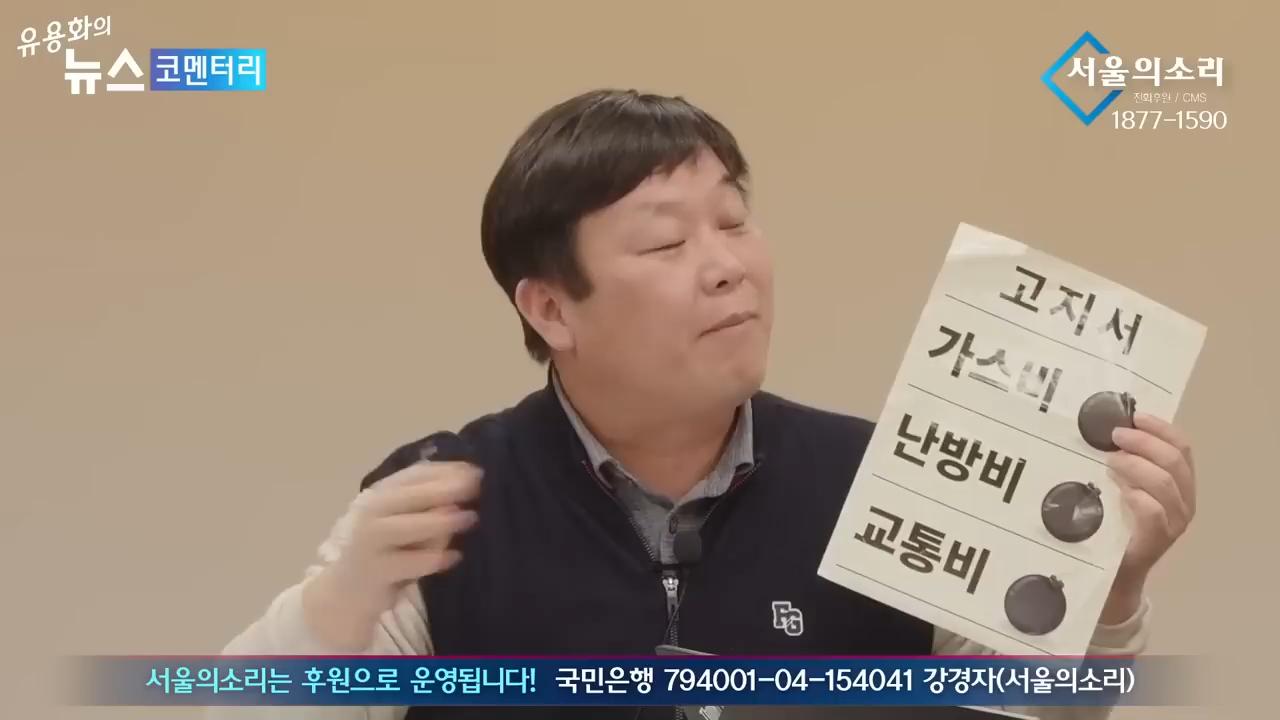 유용화의
뉴스 코멘터리
서울의소리
전화후원 / CMS
1877-1590
고지서
가스비
난방비
교통비
FG
서울의소리는 후원으로 운영됩니다! 국민은행 794001-04-154041 강경자(서울의소리)